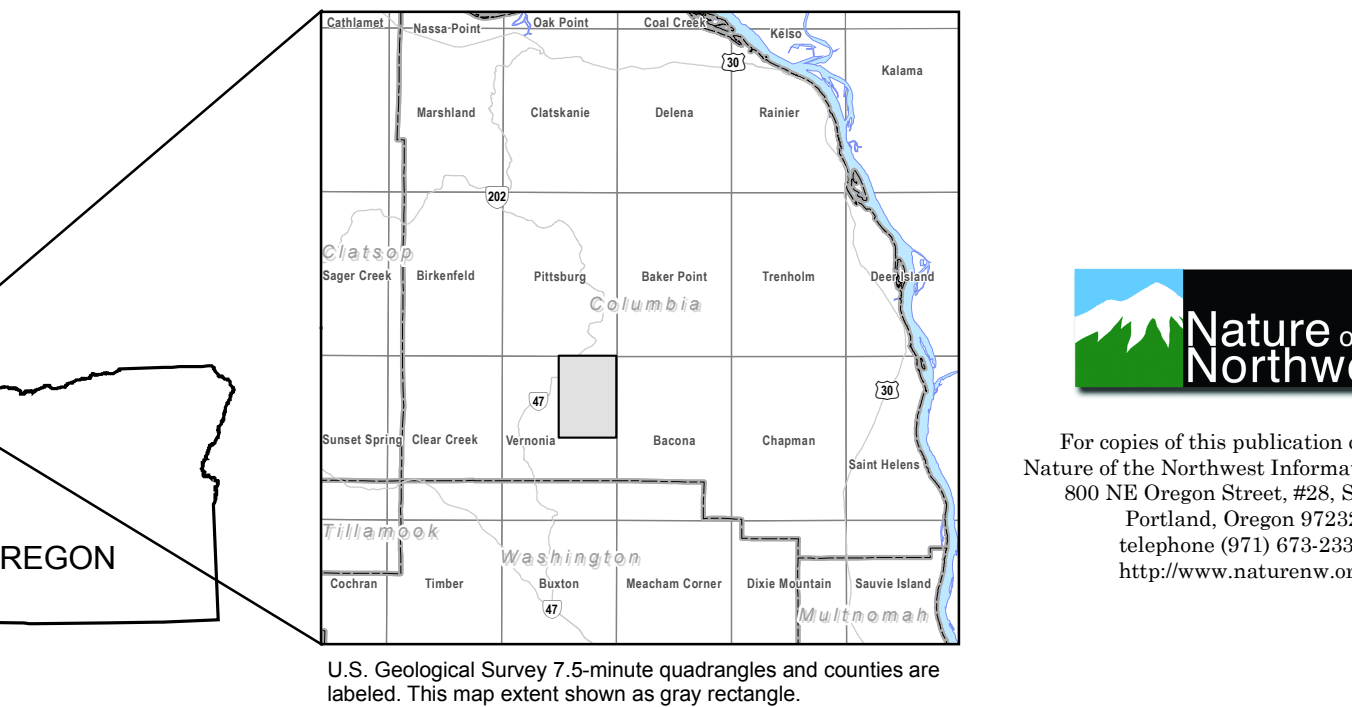 Cathlamet Nassa Point Oak Point Coal Creek Kelso
30
Kalama
Marshland Clatskanie Delena Rainier
202
Clatsop
Sager Creek Birkenfeld Pittsburg Baker Point Trenholm Deer Island
Columbia
47
30
Sunset Spring Clear Creek Vernonia Bacona Chapman
Saint Helens
Tillamook
Washington
Cochran Timber Buxton Meacham Corner Dixie Mountain Sauvie Island
47
Multnomah
REGON
U.S. Geological Survey 7.5-minute quadrangles and counties are
labeled. This map extent shown as gray rectangle.
Nature o
Northw
For copies of this publication
Nature of the Northwest Informa
800 NE Oregon Street, #28, S
Portland, Oregon 97232
telephone (971) 673-233
http://www.naturenw.or